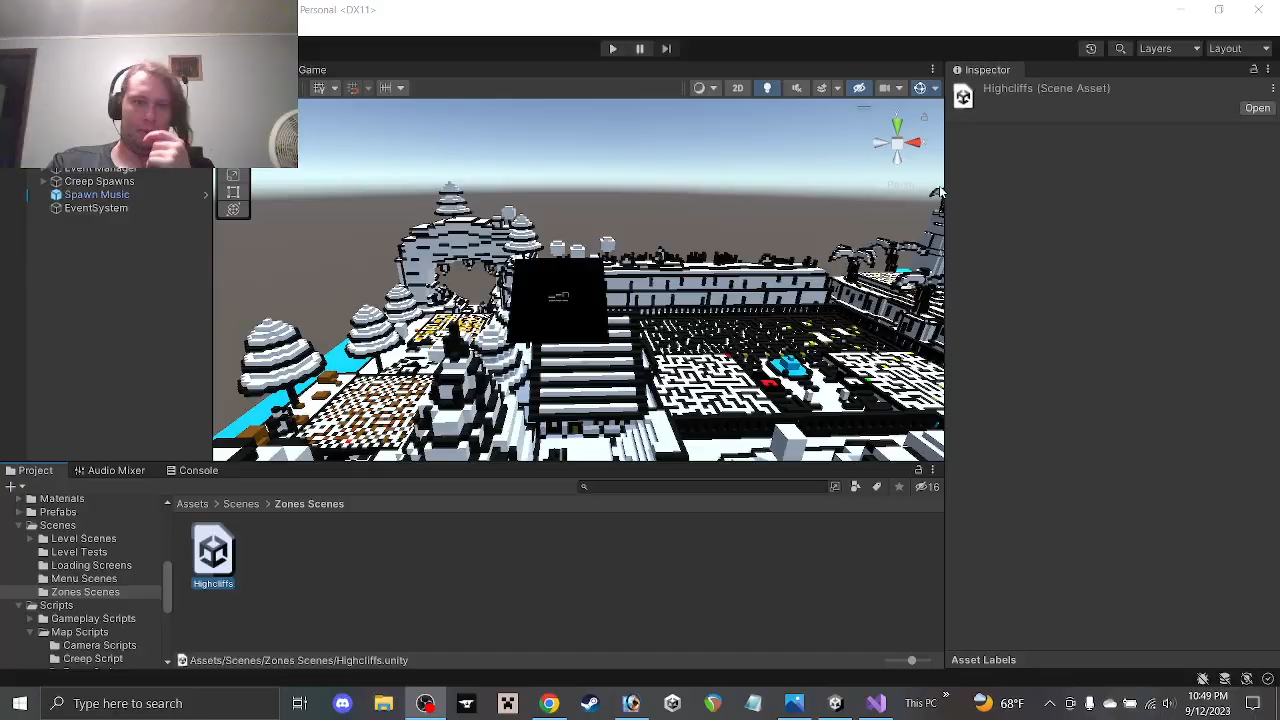 Personal <DX11>
Layers
Layout
Game
Inspector
2D
Highcliffs (Scene Asset)
Open
Event Manager
Creep Spawns
Spawn Music
EventSystem
Persp
Project
Audio Mixer
Console
16
Materials
Prefabs
Scenes
Level Scenes
Level Tests
Loading Screens
Menu Scenes
Zones Scenes
Scripts
Gameplay Scripts
Map Scripts
Camera Scripts
Creep Script
Assets > Scenes > Zones Scenes
Highcliffs
Assets/Scenes/Zones Scenes/Highcliffs.unity
Asset Labels
Type here to search
This PC
68°F
10:49 PM
9/12/2023